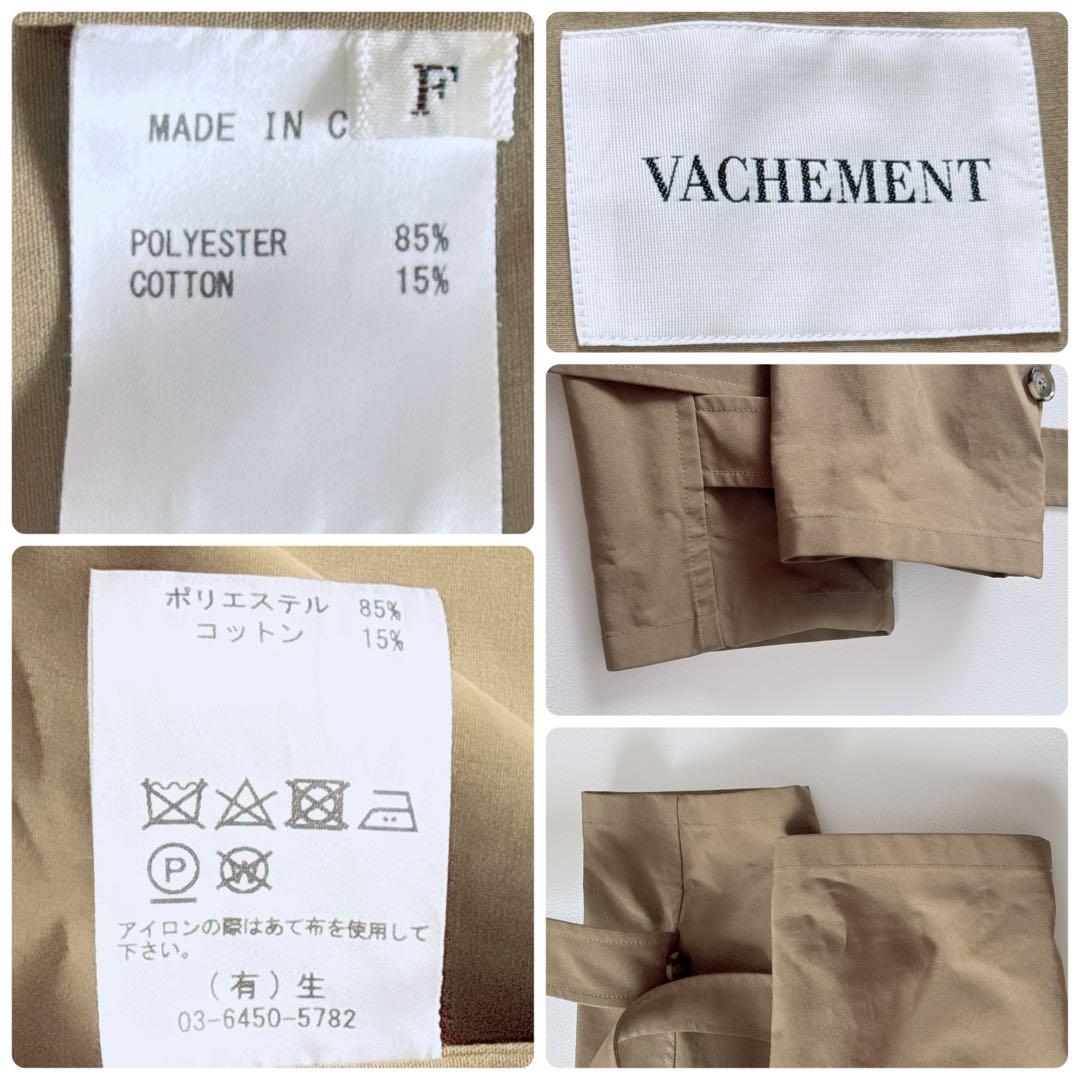 F
MADE IN C
POLYESTER 85%
COTTON 15%
VACHEMENT
ポリエステル 85%
コットン 15%
P
W
アイロンの際はあて布を使用して
下さい。
(有)生
03-6450-5782